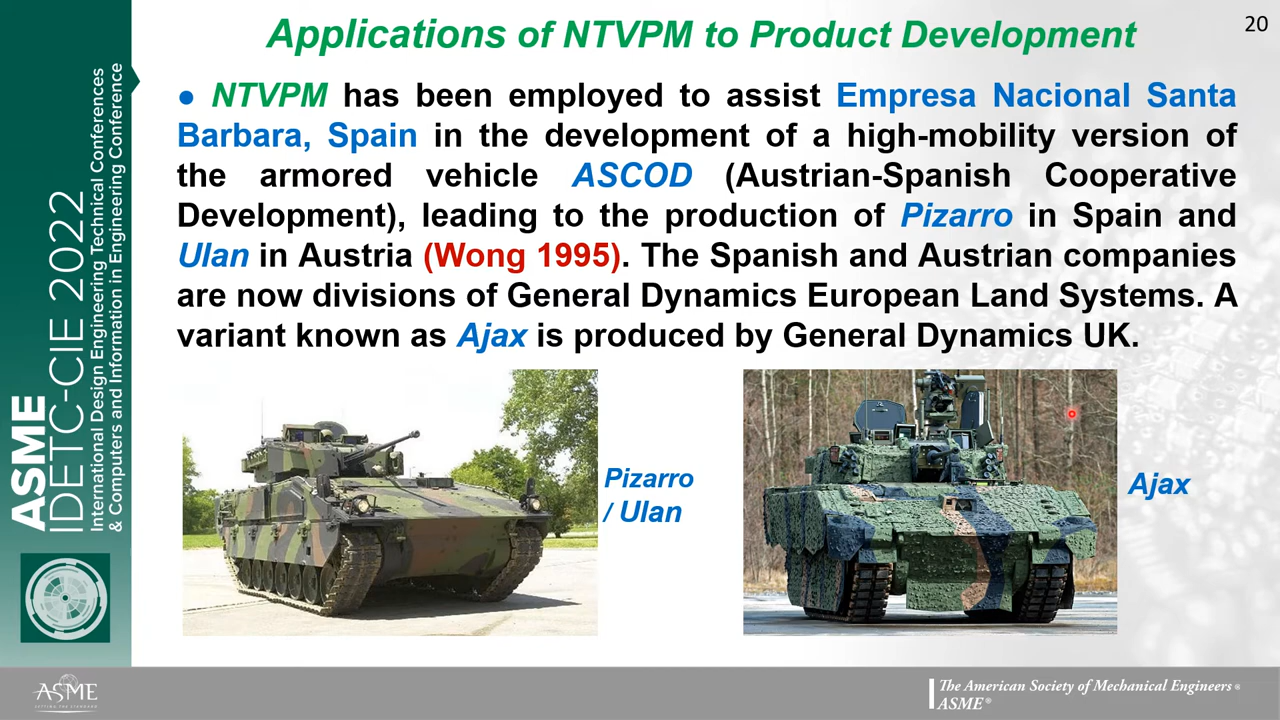 Applications of NTVPM to Product Development
20
● NTVPM has been employed to assist Empresa Nacional Santa
Barbara, Spain in the development of a high-mobility version of
the armored vehicle ASCOD (Austrian-Spanish Cooperative
Development), leading to the production of Pizarro in Spain and
Ulan in Austria (Wong 1995). The Spanish and Austrian companies
are now divisions of General Dynamics European Land Systems. A
variant known as Ajax is produced by General Dynamics UK.
Pizarro
/ Ulan
Ajax
ASME
IDETC-CIE 2022
International Design Engineering Technical Conferences
& Computers and Information in Engineering Conference
ASME
SETTING THE STANDARD
The American Society of Mechanical Engineers ®
ASME ®